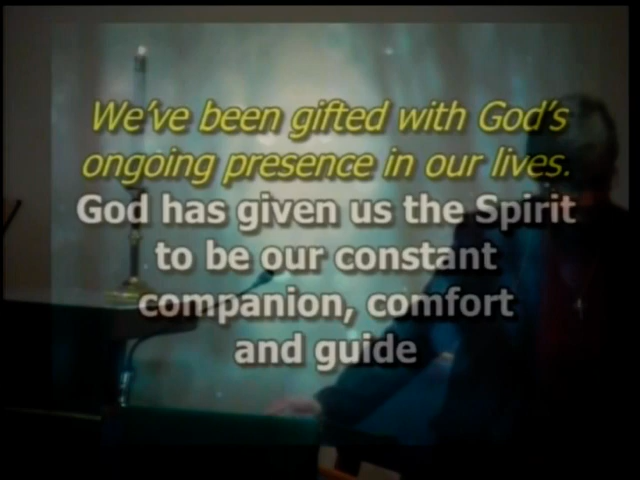 We've been gifted with God's
ongoing presence in our lives.
God has given us the Spirit
to be our constant
companion, comfort
and guide